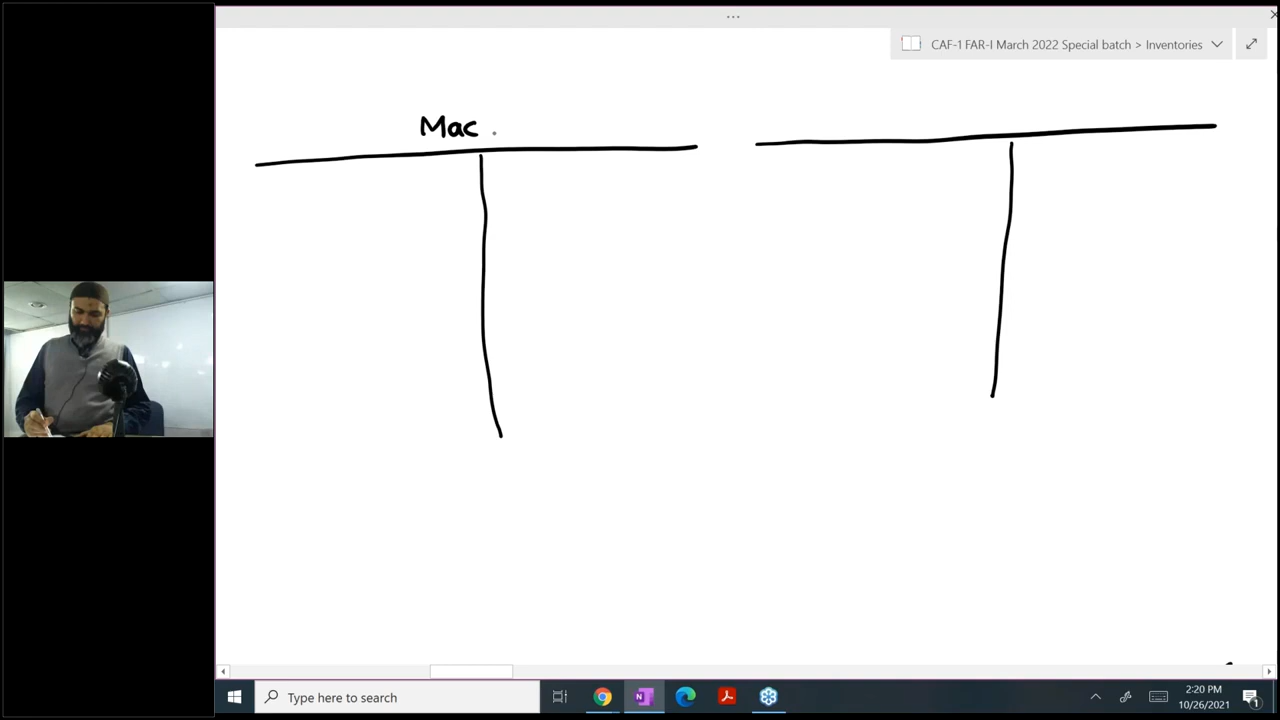 ...
CAF-1 FAR-I March 2022 Special batch > Inventories
Mac
Type here to search
2:20 PM
10/26/2021
1